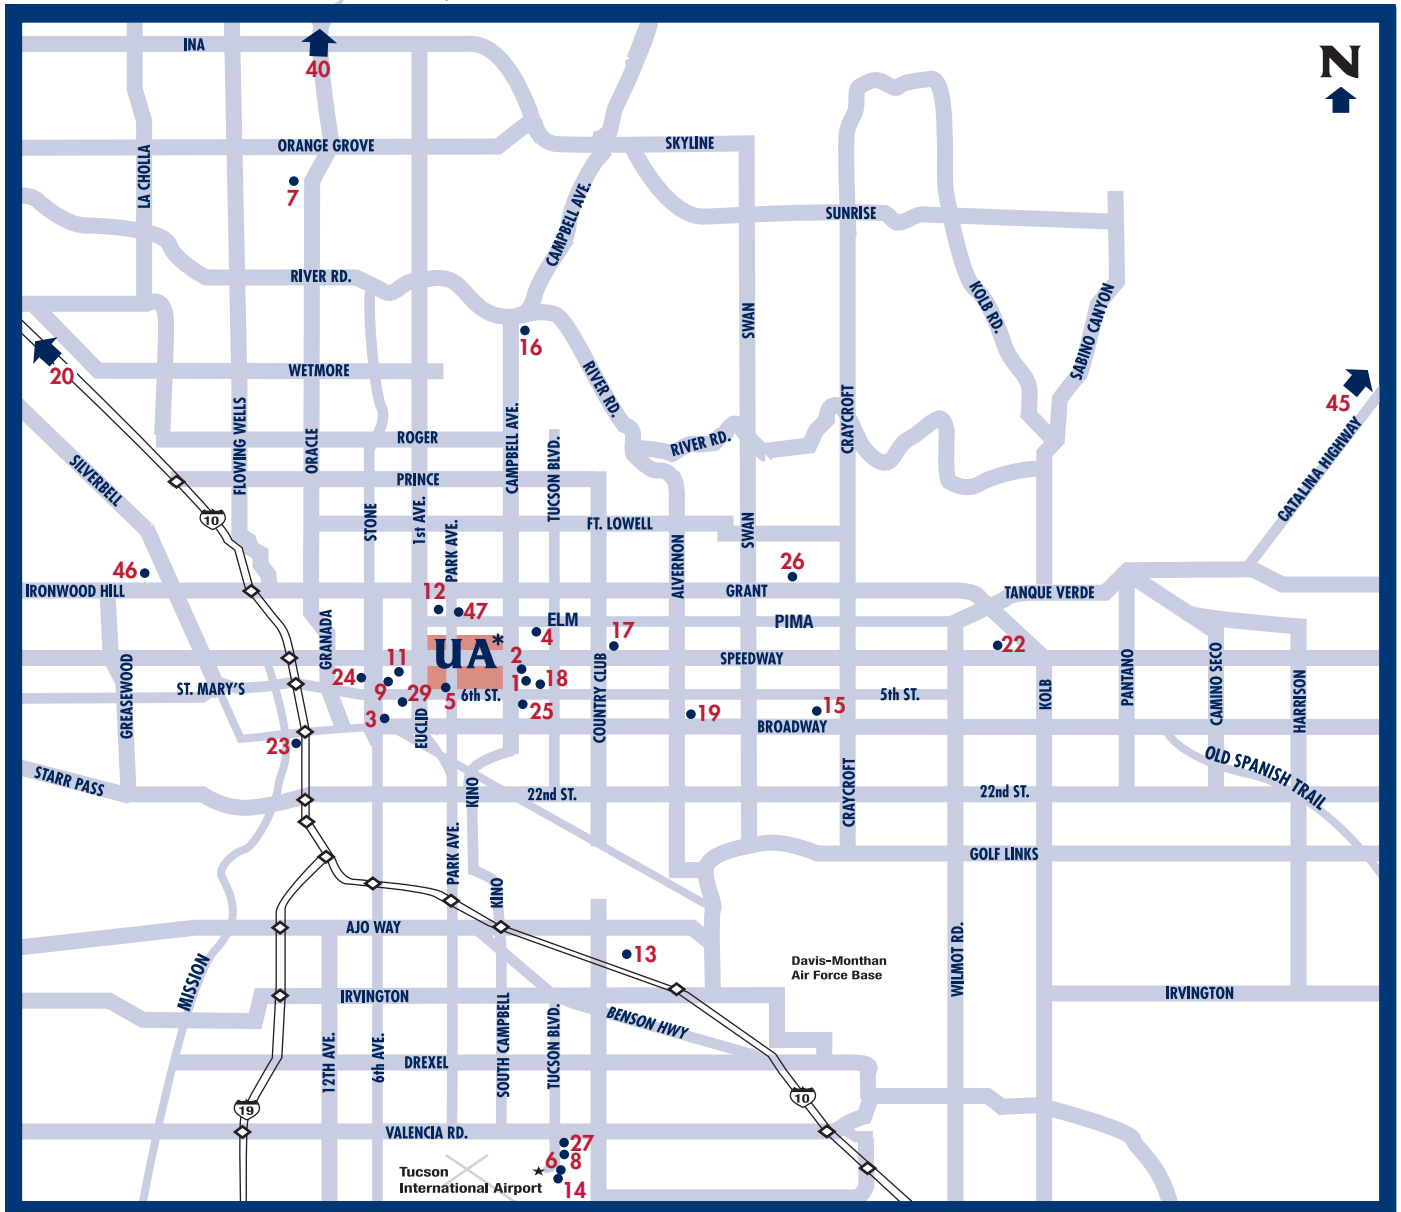 INA
40
N
ORANGE GROVE
SKYLINE
LA CHOLLA
7
CAMPBELL AVE.
SUNRISE
RIVER RD.
KOLB RD.
SABINO CANYON
SWAN
16
20
WETMORE
RIVER RD.
45
FLOWING WELLS
ORACLE
ROGER
CAMPBELL AVE.
TUCSON BLVD.
RIVER RD.
CRAYCROFT
CATALINA HIGHWAY
SILVERBELL
PRINCE
10
STONE
1st AVE.
PARK AVE.
FT. LOWELL
ALVERNON
SWAN
46
26
IRONWOOD HILL
12
47
GRANT
TANQUE VERDE
ELM
PIMA
4
17
GRANADA
UA*
2
SPEEDWAY
22
GREASEWOOD
ST. MARY'S
24
11
9
29
5
6th ST.
1
18
COUNTRY CLUB
5th ST.
KOLB
PANTANO
CAMINO SECO
HARRISON
3
EUCLID
25
19
15
BROADWAY
23
OLD SPANISH TRAIL
STARR PASS
KINO
22nd ST.
22nd ST.
CRAYCROFT
PARK AVE.
GOLF LINKS
KINO
AJO WAY
13
Davis-Monthan
Air Force Base
WILMOT RD.
MISSION
IRVINGTON
IRVINGTON
SOUTH CAMPBELL
TUCSON BLVD.
BENSON HWY
12TH AVE.
6th AVE.
DREXEL
19
10
VALENCIA RD.
27
6
8
14
Tucson
International Airport